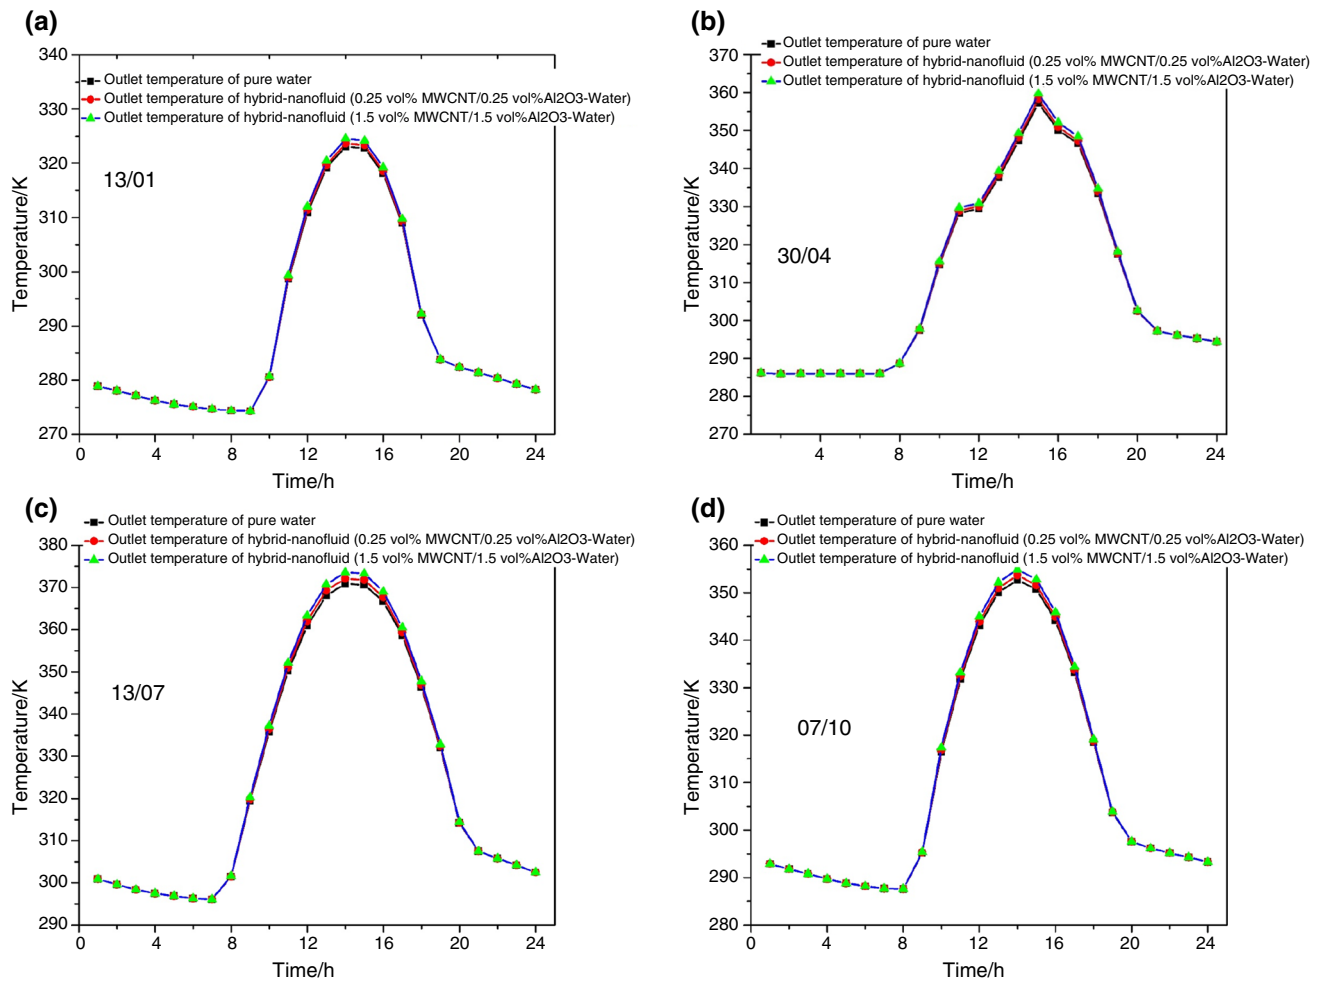 (a)
340
330
320
310
300
290
280
270
Temperature/K
Outlet temperature of pure water
Outlet temperature of hybrid-nanofluid (0.25 vol% MWCNT/0.25 vol%Al2O3-Water)
Outlet temperature of hybrid-nanofluid (1.5 vol% MWCNT/1.5 vol%Al2O3-Water)
13/01
0 4 8 12 16 20 24
Time/h
(b)
Outlet temperature of pure water
Outlet temperature of hybrid-nanofluid (0.25 vol% MWCNT/0.25 vol%Al2O3-Water)
Outlet temperature of hybrid-nanofluid (1.5 vol% MWCNT/1.5 vol%Al2O3-Water)
370
360
350
340
330
320
310
300
290
280
270
Temperature/K
30/04
4 8 12 16 20 24
Time/h
(c)
Outlet temperature of pure water
Outlet temperature of hybrid-nanofluid (0.25 vol% MWCNT/0.25 vol%Al2O3-Water)
Outlet temperature of hybrid-nanofluid (1.5 vol% MWCNT/1.5 vol%Al2O3-Water)
380
370
360
350
340
330
320
310
300
290
Temperature/K
13/07
0 4 8 12 16 20 24
Time/h
(d)
Outlet temperature of pure water
Outlet temperature of hybrid-nanofluid (0.25 vol% MWCNT/0.25 vol%Al2O3-Water)
Outlet temperature of hybrid-nanofluid (1.5 vol% MWCNT/1.5 vol%Al2O3-Water)
360
350
340
330
320
310
300
290
280
Temperature/K
07/10
0 4 8 12 16 20 24
Time/h